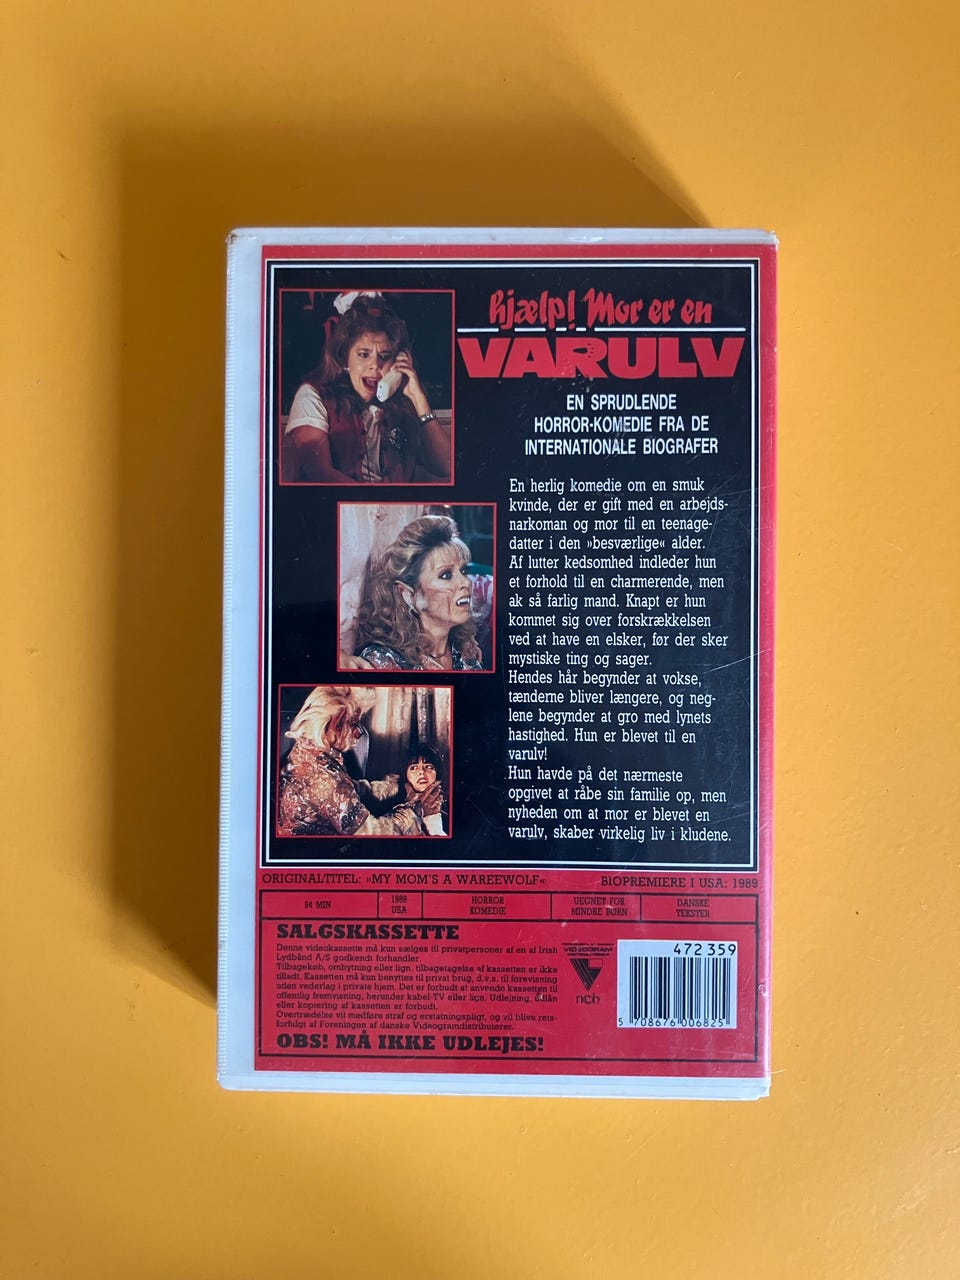 hjælp! Mor er en
VARULV
EN SPRUDLENDE
HORROR-KOMEDIE FRA DE
INTERNATIONALE BIOGRAFER
En herlig komedie om en smuk
kvinde, der er gift med en arbejds-
narkoman og mor til en teenage-
datter i den »besværlige« alder.
Af lutter kedsomhed indleder hun
et forhold til en charmerende, men
ak så farlig mand. Knapt er hun
kommet sig over forskrækkelsen
ved at have en elsker, før der sker
mystiske ting og sager.
Hendes hår begynder at vokse,
tænderne bliver længere, og neg-
lene begynder at gro med lynets
hastighed. Hun er blevet til en
varulv!
Hun havde på det nærmeste
opgivet at råbe sin familie op, men
nyheden om at mor er blevet en
varulv, skaber virkelig liv i kludene.
ORIGINALTITEL: »MY MOM'S A WAREEWOLF« BIOPREMIERE I USA: 1989
94 MIN
1988
USA
HORROR
KOMEDIE
UEGNET FOR
MINDRE BØRN
DANSKE
TEKSTER
SALGSKASSETTE
Denne videokassette må kun sælges til privatpersoner af en af Irish
Lydbånd A/S godkendt forhandler.
Tilbagekøb, ombytning eller lign. tilbagetagelse af kassetten er ikke
tilladt. Kassetten må kun benyttes til privat brug, d.v.s. til forevisning
uden vederlag i private hjem. Det er forbudt at anvende kassetten til
offentlig fremvisning, herunder kabel-TV eller lign. Udlejning, udlån
eller kopiering af kassetten er forbudt.
Overtrædelse vil medføre straf og erstatningspligt, og vil blive rets-
forfulgt af Foreningen af danske Videogramdistributører.
OBS! MÅ IKKE UDLEJES!
VIDEOGRAM
DISTRIBUTØRER
ncb
472 359
5 708676 006825